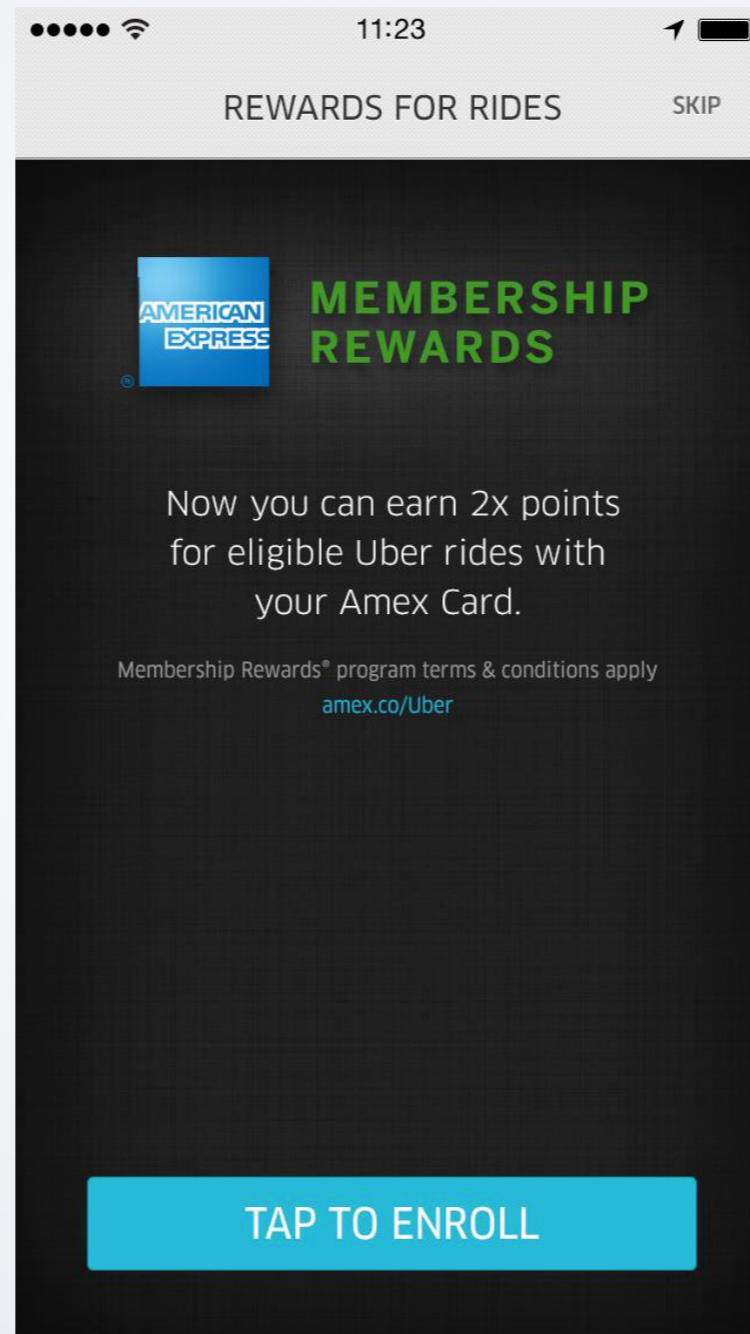 11:23
REWARDS FOR RIDES SKIP
AMERICAN
EXPRESS
®
MEMBERSHIP
REWARDS
Now you can earn 2x points
for eligible Uber rides with
your Amex Card.
Membership Rewards® program terms & conditions apply
amex.co/Uber
TAP TO ENROLL